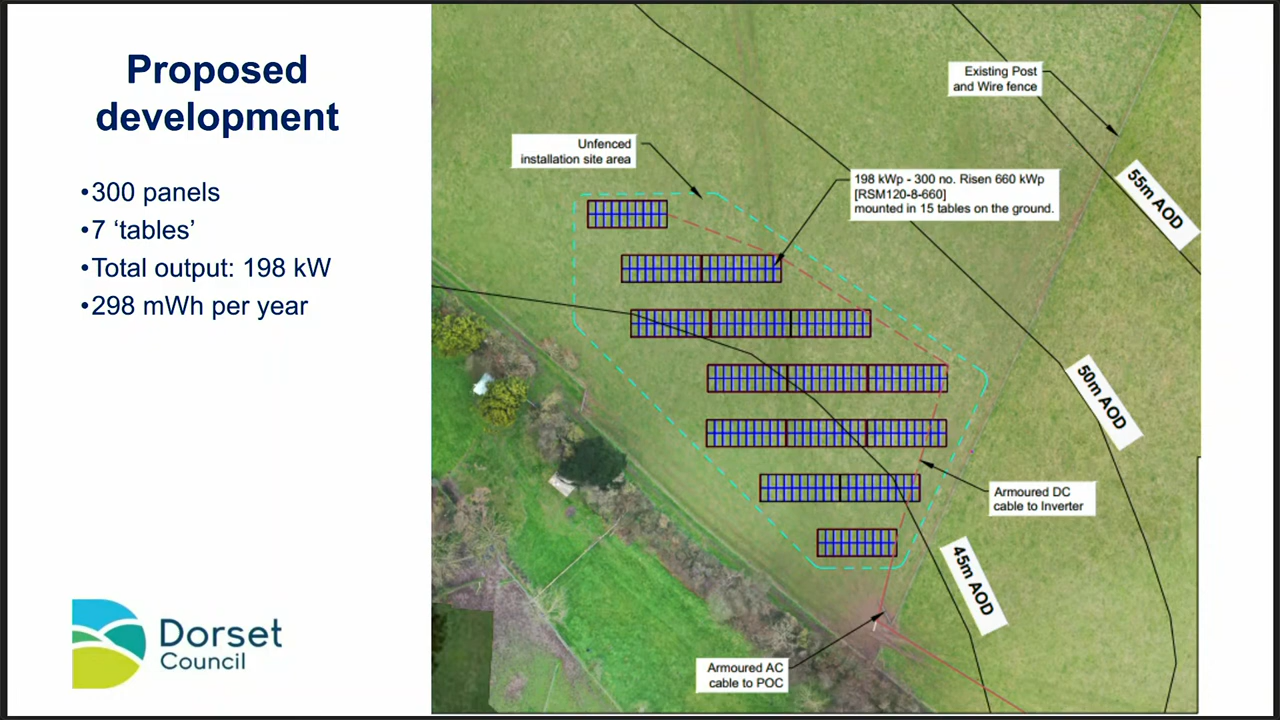 Proposed
development
•300 panels
•7 ‘tables’
•Total output: 198 kW
•298 mWh per year
Dorset
Council
Existing Post
and Wire fence
Unfenced
installation site area
198 kWp - 300 no. Risen 660 kWp
[RSM120-8-660]
mounted in 15 tables on the ground.
55m AOD
50m AOD
Armoured DC
cable to Inverter
45m AOD
Armoured AC
cable to POC